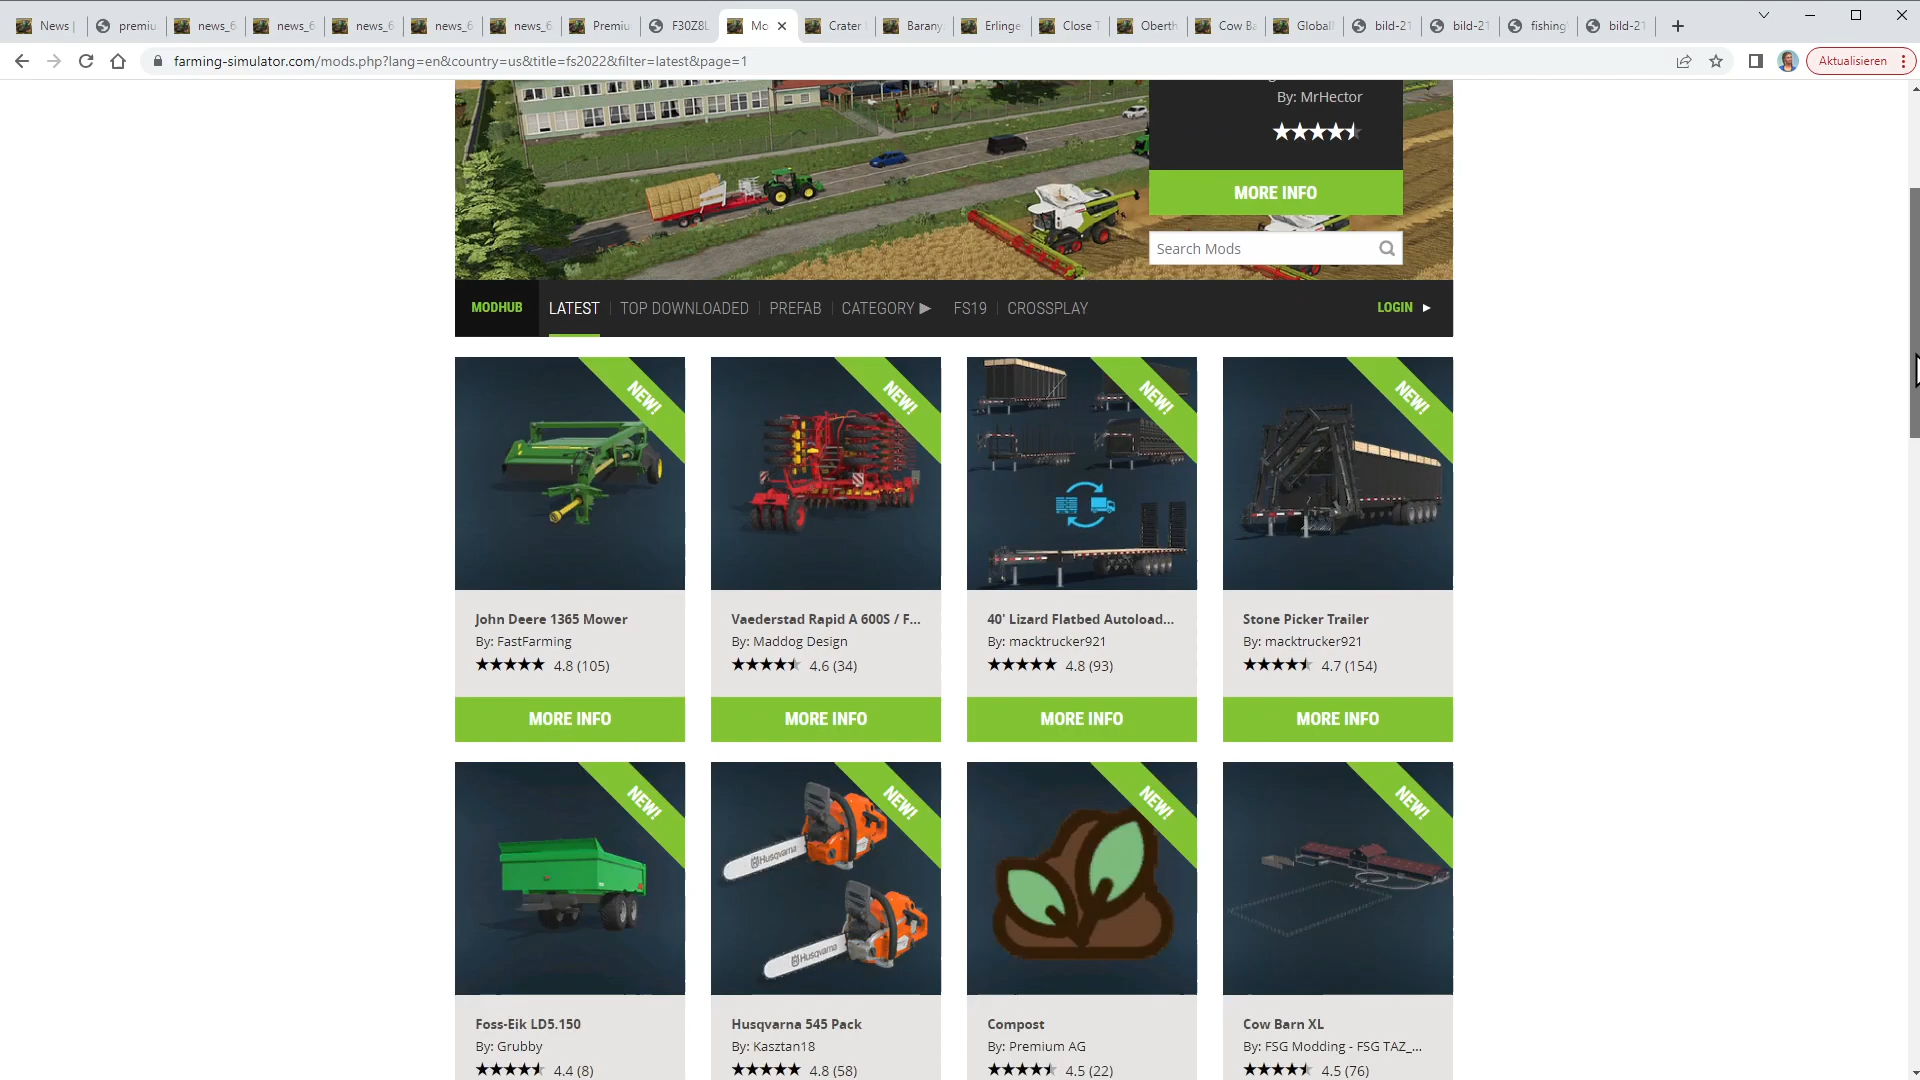 News |
premiu
news_6
news_6
news_6
news_6
news_6
Premiu
F30Z8L
Mo
Crater
Barany
Erlinge
Close T
Oberth
Cow Ba
Global
bild-21
bild-21
fishing
bild-21
farming-simulator.com/mods.php?lang=en&country=us&title=fs2022&filter=latest&page=1
Aktualisieren
By: MrHector
MORE INFO
Search Mods
MODHUB LATEST TOP DOWNLOADED PREFAB CATEGORY ▶ FS19 CROSSPLAY LOGIN ►
NEW! NEW! NEW! NEW!
John Deere 1365 Mower
By: FastFarming
4.8 (105)
MORE INFO
Vaederstad Rapid A 600S / F...
By: Maddog Design
4.6 (34)
MORE INFO
40' Lizard Flatbed Autoload...
By: macktrucker921
4.8 (93)
MORE INFO
Stone Picker Trailer
By: macktrucker921
4.7 (154)
MORE INFO
NEW! NEW! NEW! NEW!
Husqvarna
Husqvarna
Foss-Eik LD5.150
By: Grubby
4.4 (8)
Husqvarna 545 Pack
By: Kasztan18
4.8 (58)
Compost
By: Premium AG
4.5 (22)
Cow Barn XL
By: FSG Modding - FSG TAZ_...
4.5 (76)